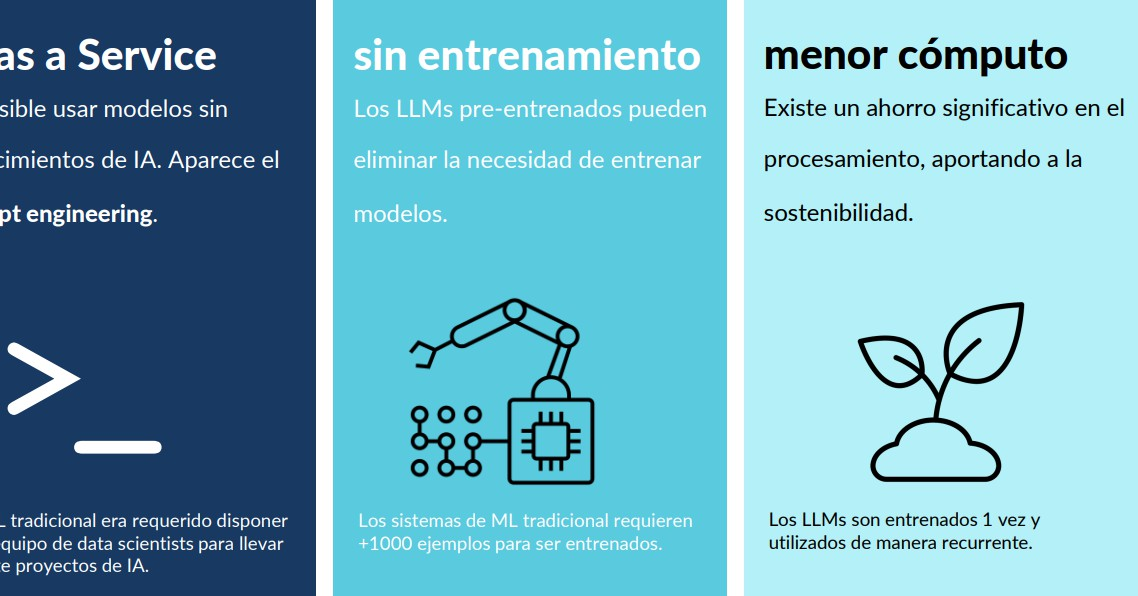 as a Service
sible usar modelos sin
cimientos de IA. Aparece el
pt engineering.
L tradicional era requerido disponer
equipo de data scientists para llevar
te proyectos de IA.
sin entrenamiento
Los LLMs pre-entrenados pueden
eliminar la necesidad de entrenar
modelos.
Los sistemas de ML tradicional requieren
+1000 ejemplos para ser entrenados.
menor cómputo
Existe un ahorro significativo en el
procesamiento, aportando a la
sostenibilidad.
Los LLMs son entrenados 1 vez y
utilizados de manera recurrente.